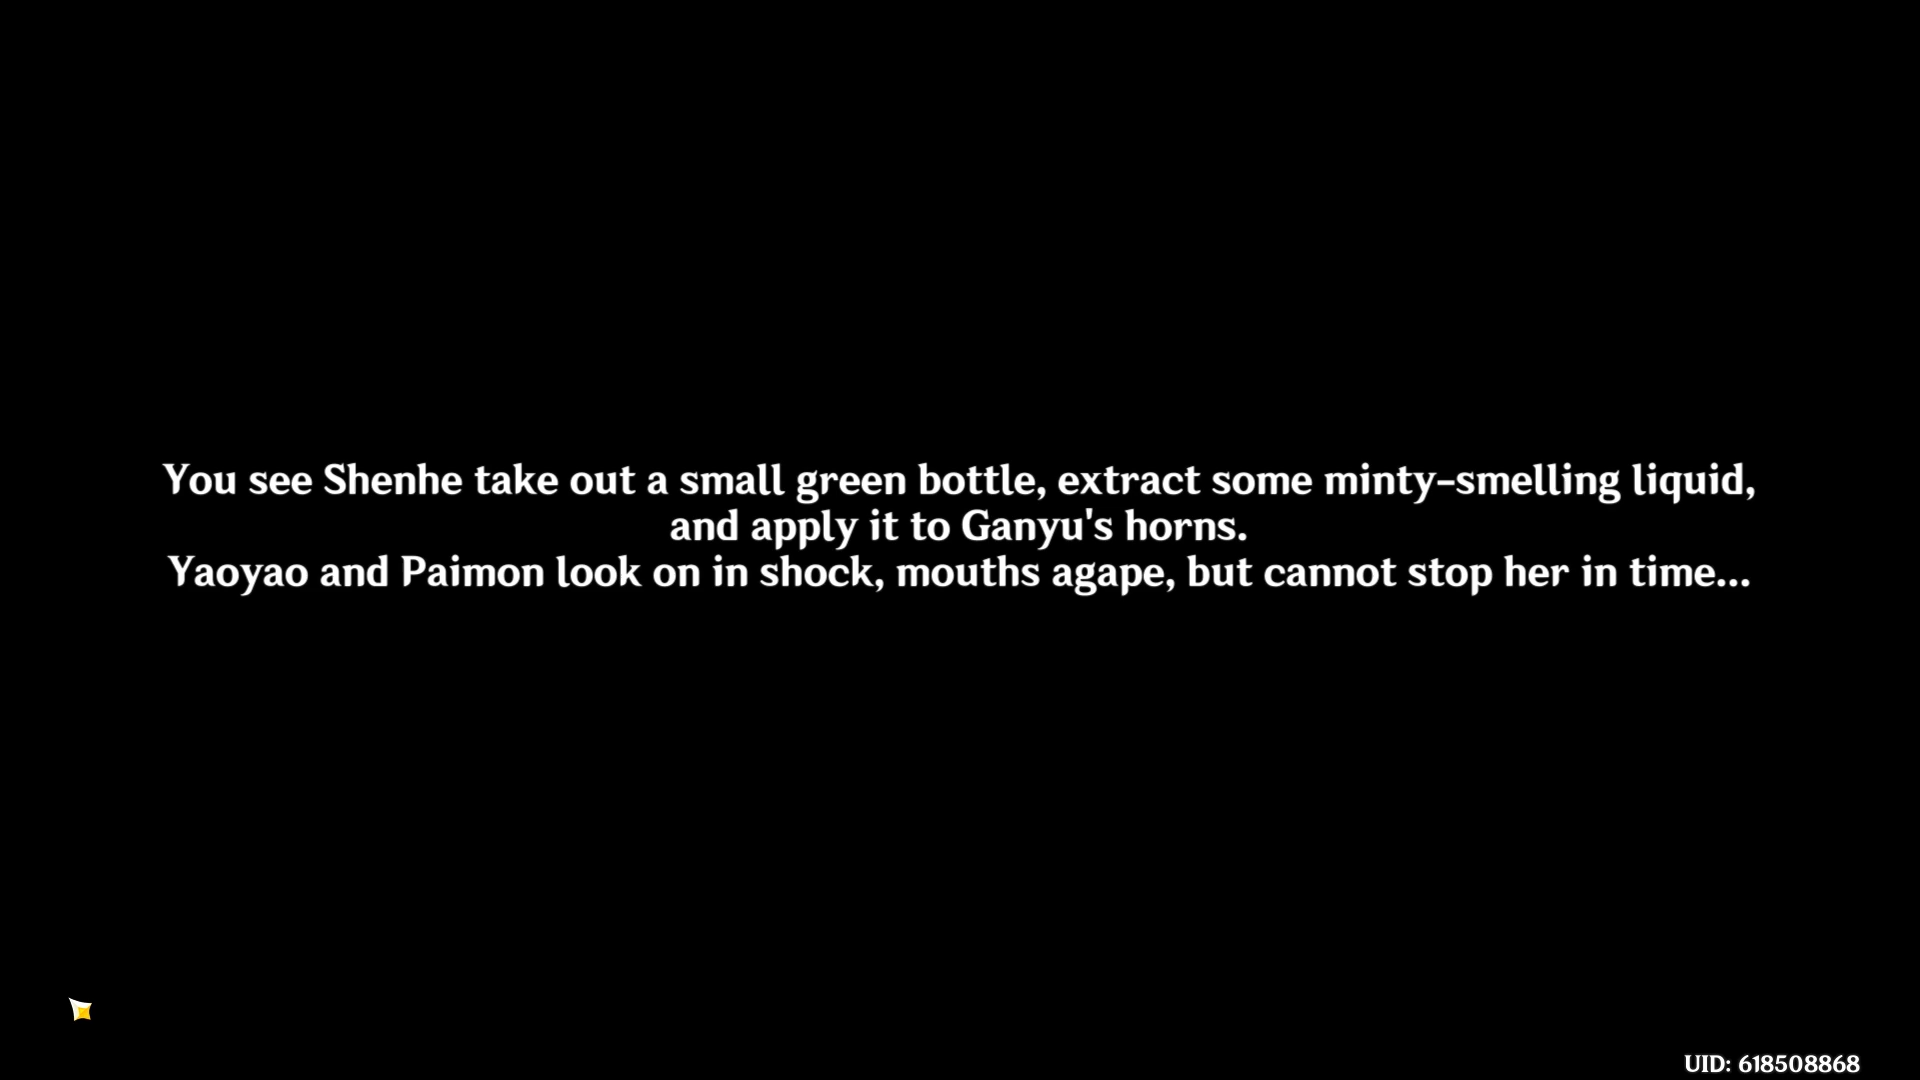 You see Shenhe take out a small green bottle, extract some minty-smelling liquid,
and apply it to Ganyu's horns.
Yaoyao and Paimon look on in shock, mouths agape, but cannot stop her in time...
UID: 618508868